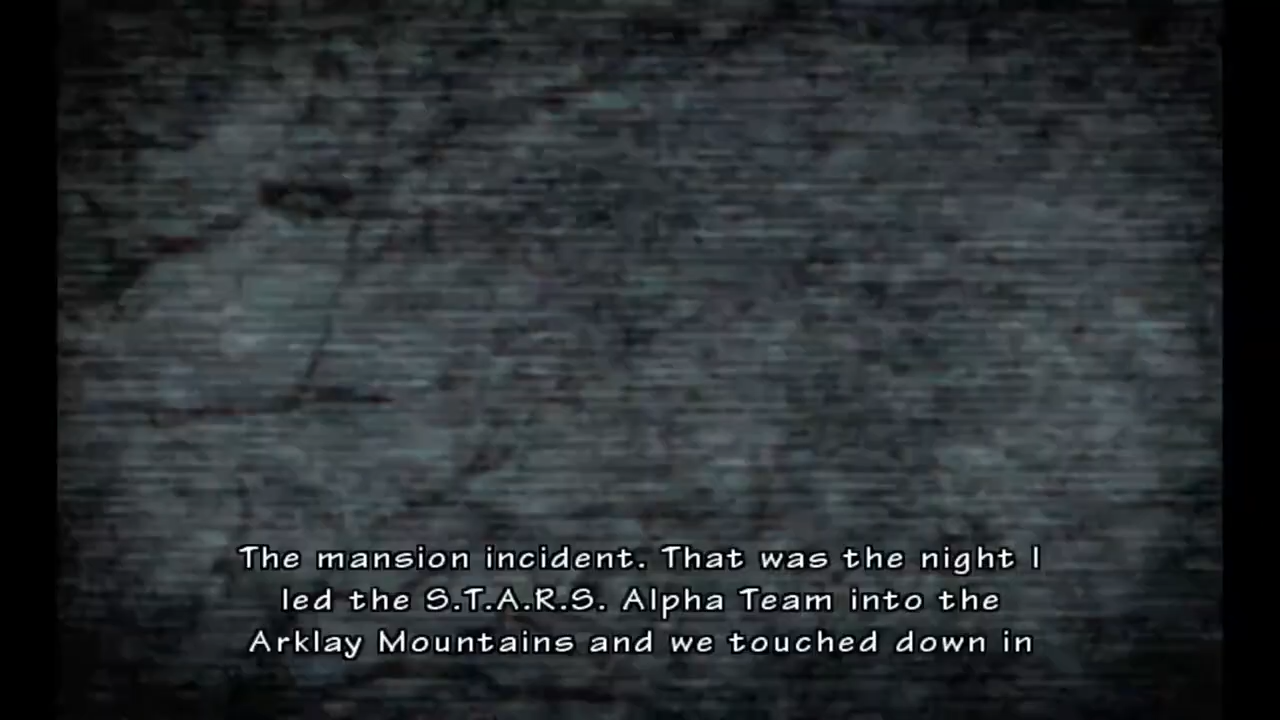 The mansion incident. That was the night I
led the S.T.A.R.S. Alpha Team into the
Arklay Mountains and we touched down in